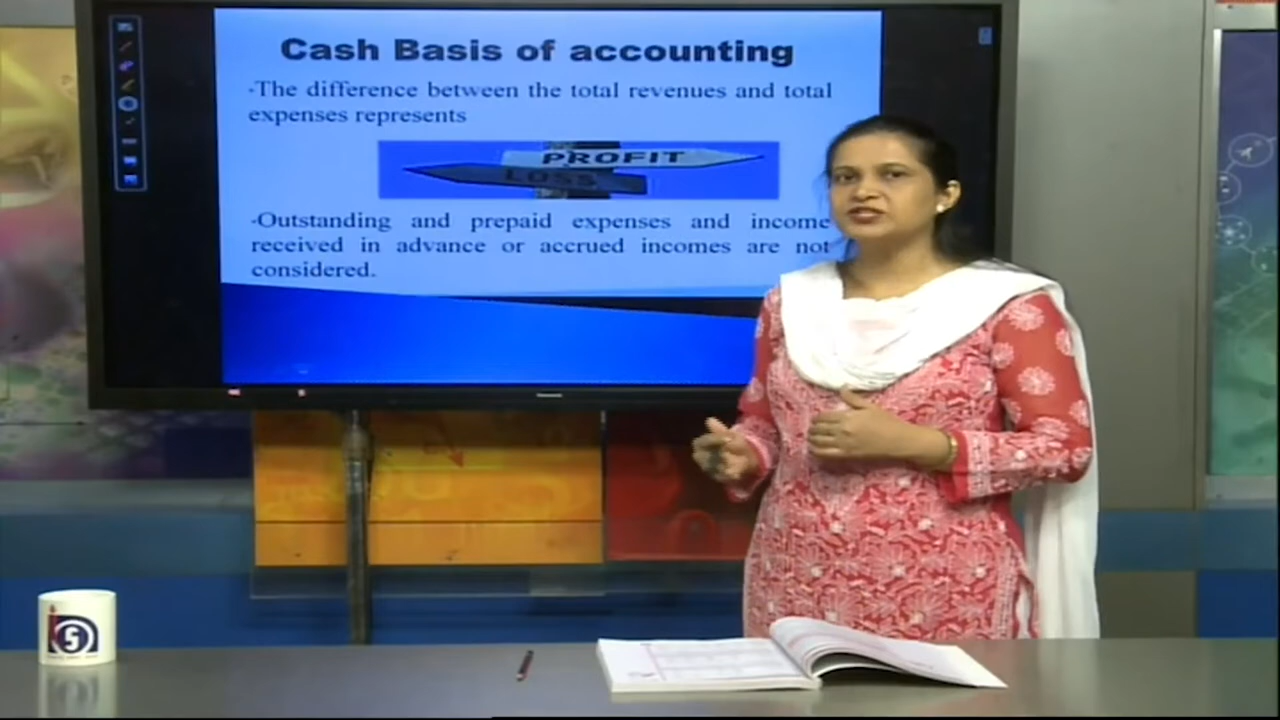 Cash Basis of accounting
-The difference between the total revenues and total
expenses represents
PROFIT
LOSS
-Outstanding and prepaid expenses and income
received in advance or accrued incomes are not
considered.